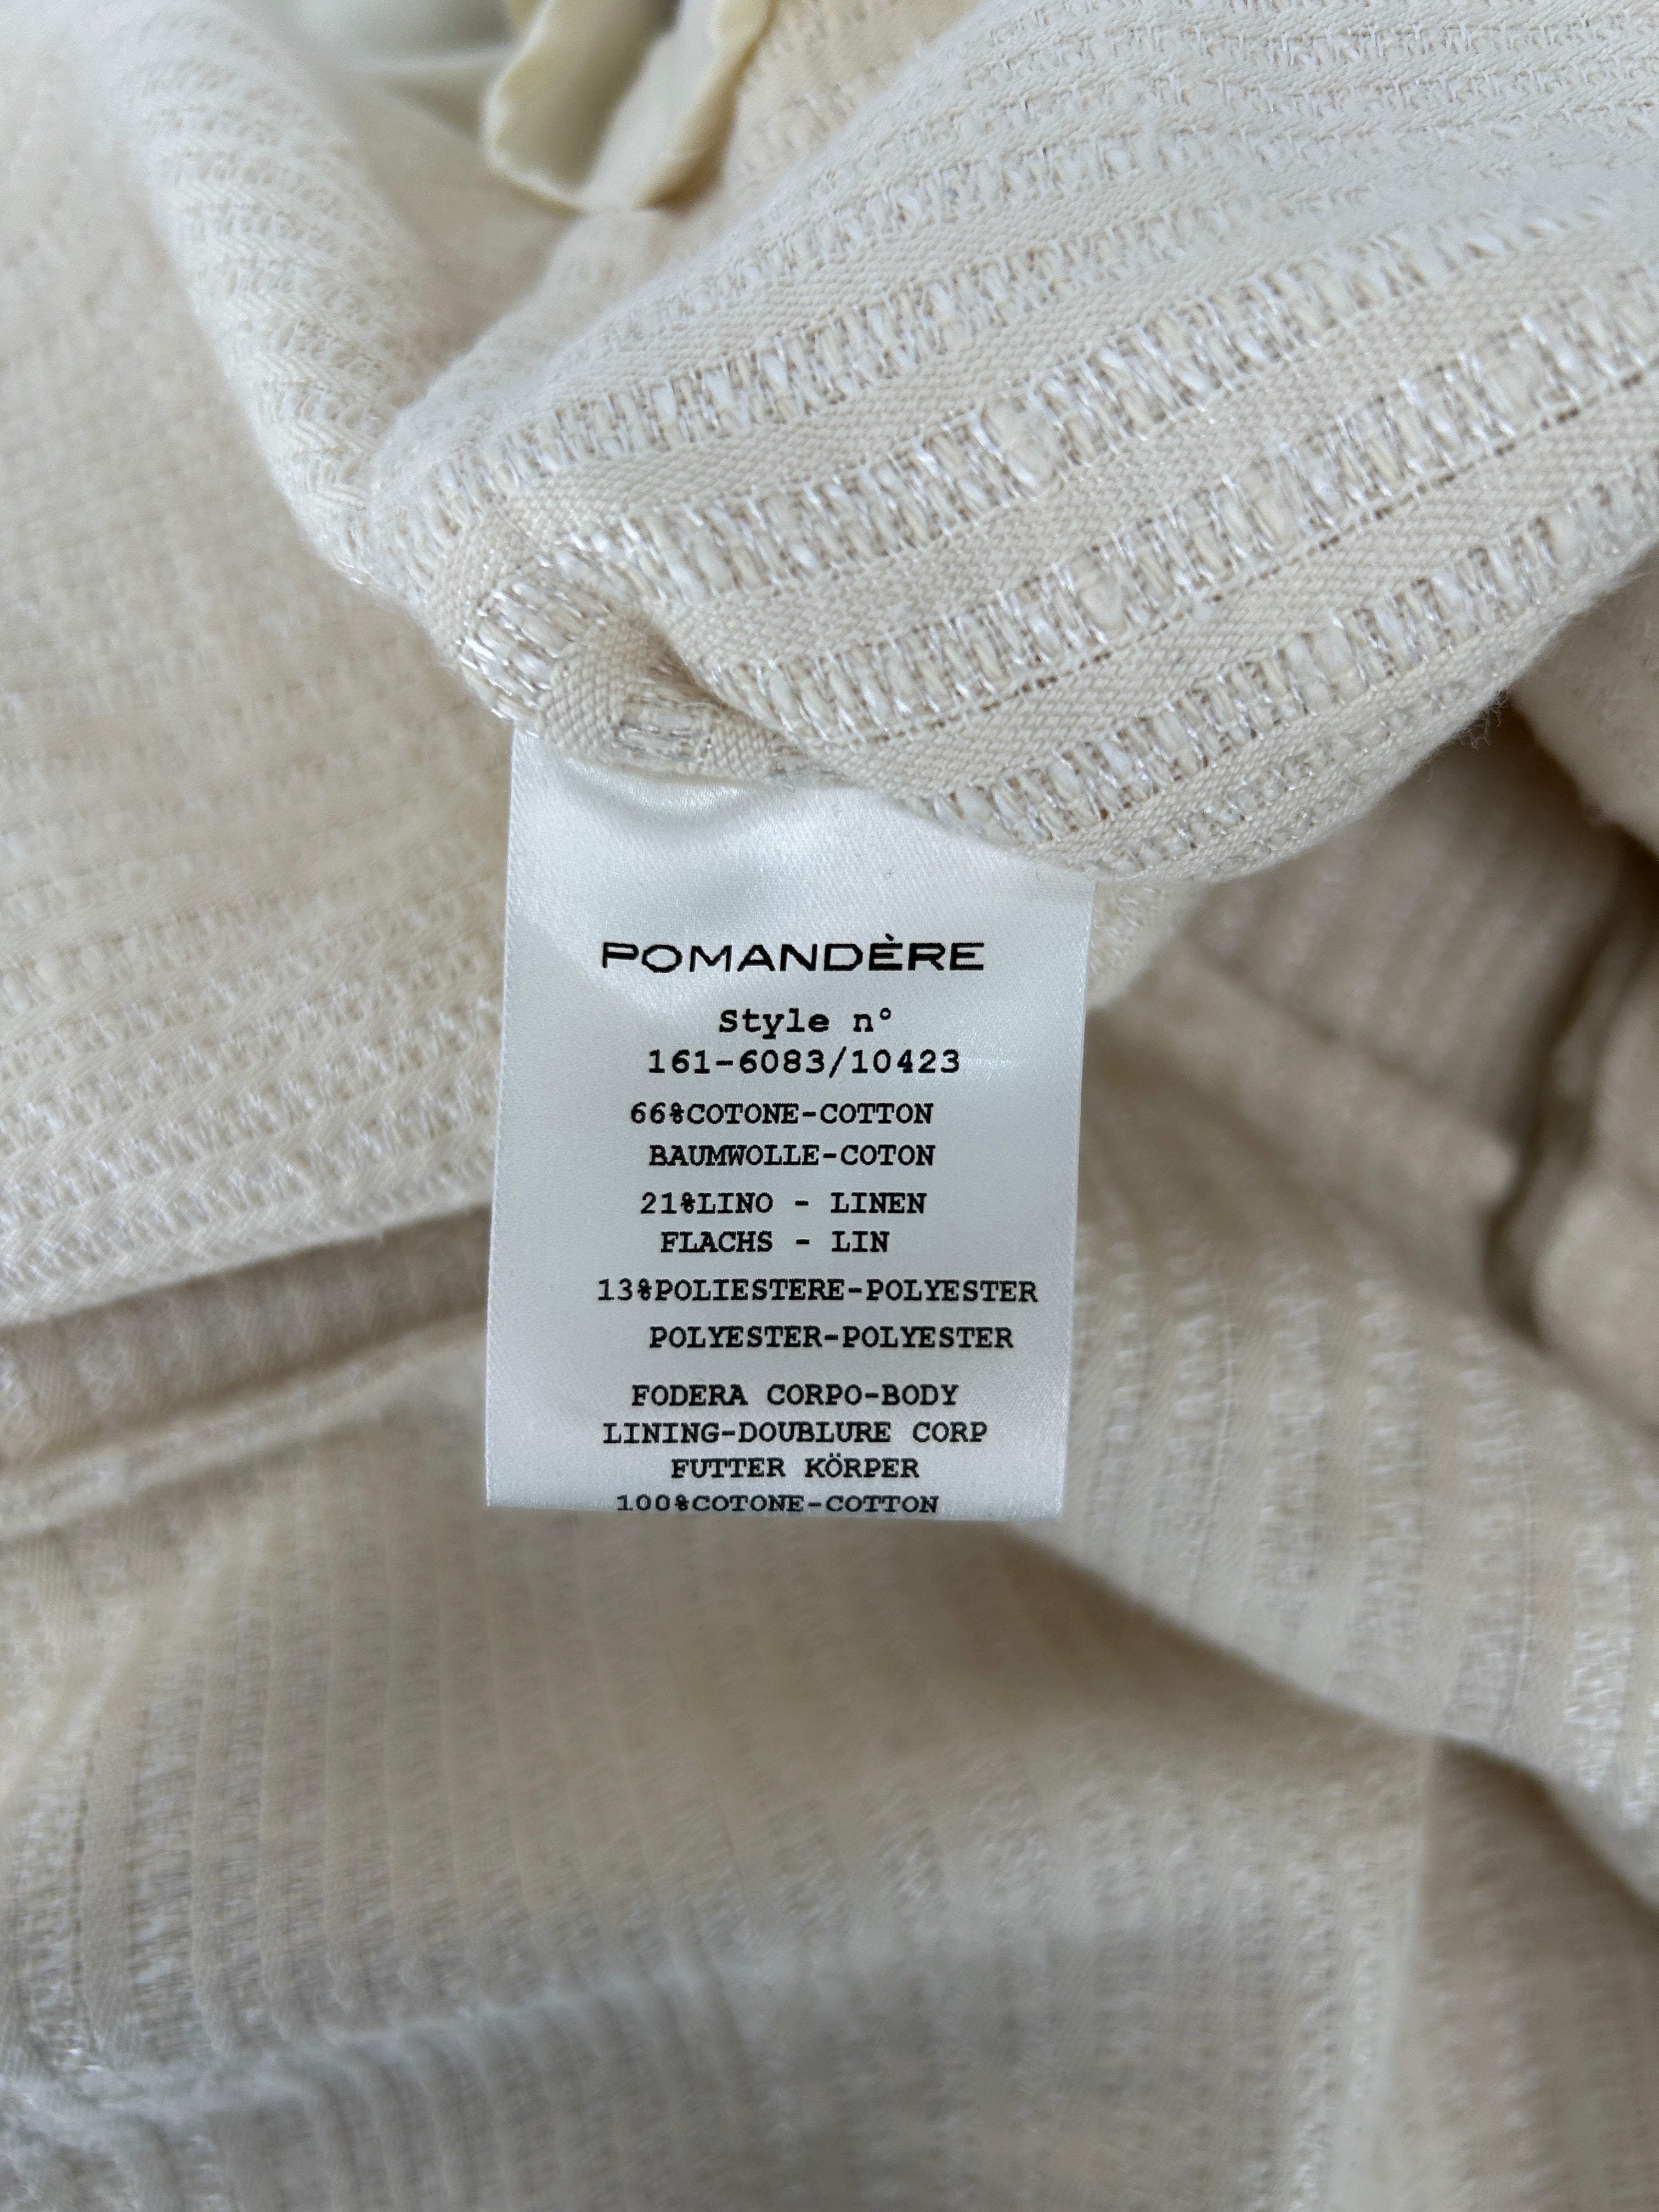 POMANDÈRE
Style n°
161-6083/10423
66%COTONE-COTTON
BAUMWOLLE-COTON
21%LINO - LINEN
FLACHS - LIN
13%POLIESTERE-POLYESTER
POLYESTER-POLYESTER
FODERA CORPO-BODY
LINING-DOUBLURE CORP
FUTTER KÖRPER
100%COTONE-COTTON